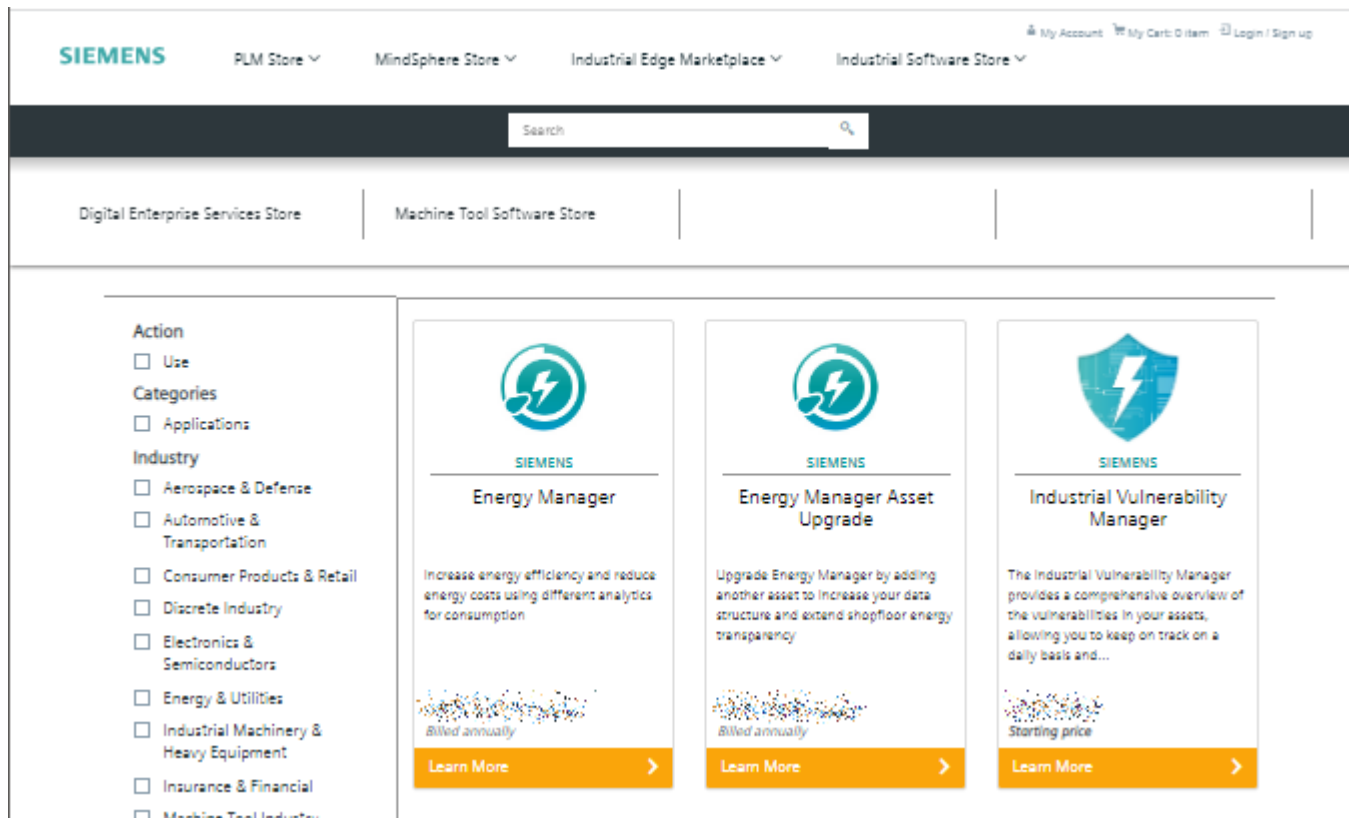 My Account My Cart: 0 item Login / Sign up
SIEMENS PLM Store MindSphere Store Industrial Edge Marketplace Industrial Software Store
Search
Digital Enterprise Services Store Machine Tool Software Store
Action
Use
Categories
Applications
Industry
Aerospace & Defense
Automotive &
Transportation
Consumer Products & Retail
Discrete Industry
Electronics &
Semiconductors
Energy & Utilities
Industrial Machinery &
Heavy Equipment
Insurance & Financial
Machine Tool Industry
SIEMENS
Energy Manager
Increase energy efficiency and reduce
energy costs using different analytics
for consumption
Billed annually
Learn More
SIEMENS
Energy Manager Asset
Upgrade
Upgrade Energy Manager by adding
another asset to increase your data
structure and extend shopfloor energy
transparency
Billed annually
Learn More
SIEMENS
Industrial Vulnerability
Manager
The Industrial Vulnerability Manager
provides a comprehensive overview of
the vulnerabilities in your assets,
allowing you to keep on track on a
daily basis and...
Starting price
Learn More